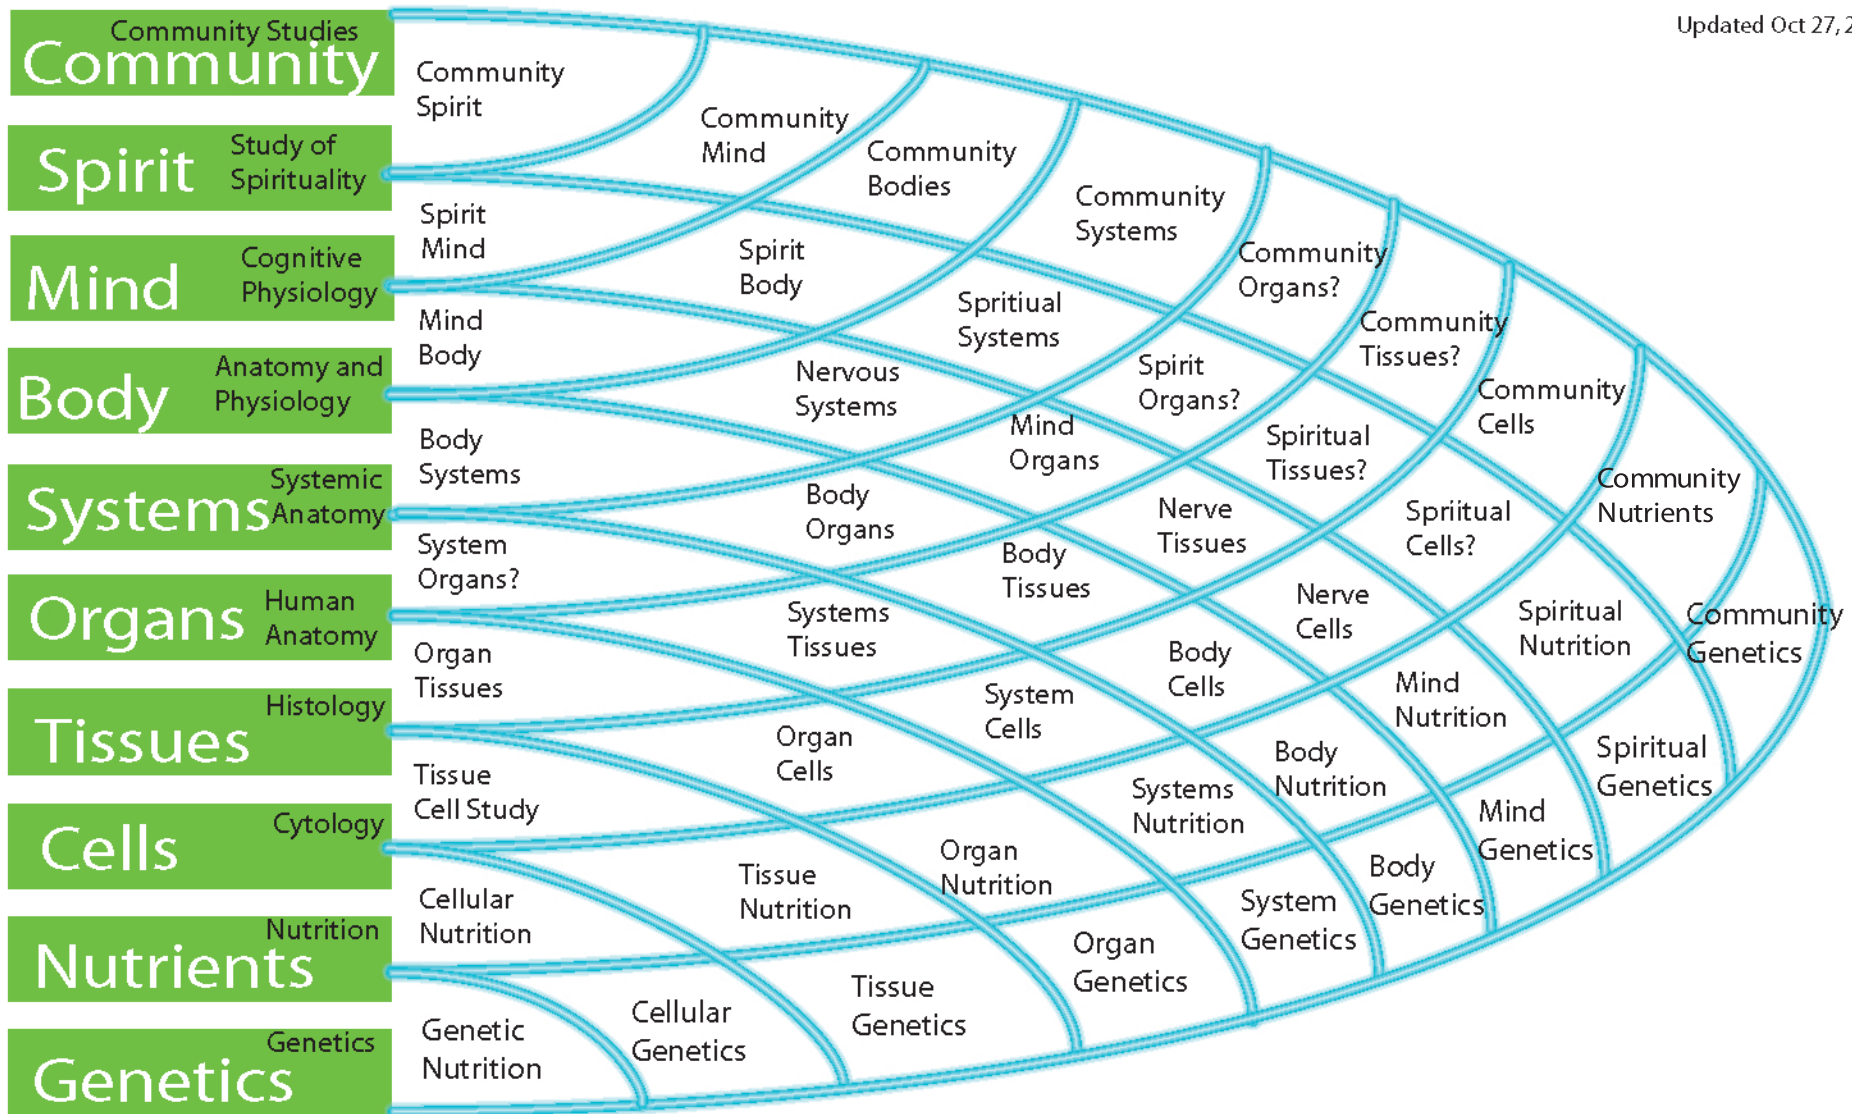 Updated Oct 27, 2
Community Studies
Community
Study of
Spirituality
Spirit
Cognitive
Physiology
Mind
Anatomy and
Physiology
Body
Systemic
Anatomy
Systems
Human
Anatomy
Organs
Histology
Tissues
Cytology
Cells
Nutrition
Nutrients
Genetics
Genetics
Community
Spirit
Community
Mind
Community
Bodies
Community
Systems
Community
Organs?
Community
Tissues?
Community
Cells
Community
Nutrients
Community
Genetics
Spirit
Mind
Spirit
Body
Spritiual
Systems
Spirit
Organs?
Spiritual
Tissues?
Spriitual
Cells?
Spiritual
Nutrition
Spiritual
Genetics
Mind
Body
Nervous
Systems
Mind
Organs
Nerve
Tissues
Nerve
Cells
Mind
Nutrition
Mind
Genetics
Body
Systems
Body
Organs
Body
Tissues
Body
Cells
Body
Nutrition
Body
Genetics
System
Organs?
Systems
Tissues
System
Cells
Systems
Nutrition
System
Genetics
Organ
Tissues
Organ
Cells
Organ
Nutrition
Organ
Genetics
Tissue
Cell Study
Tissue
Nutrition
Tissue
Genetics
Cellular
Nutrition
Cellular
Genetics
Genetic
Nutrition